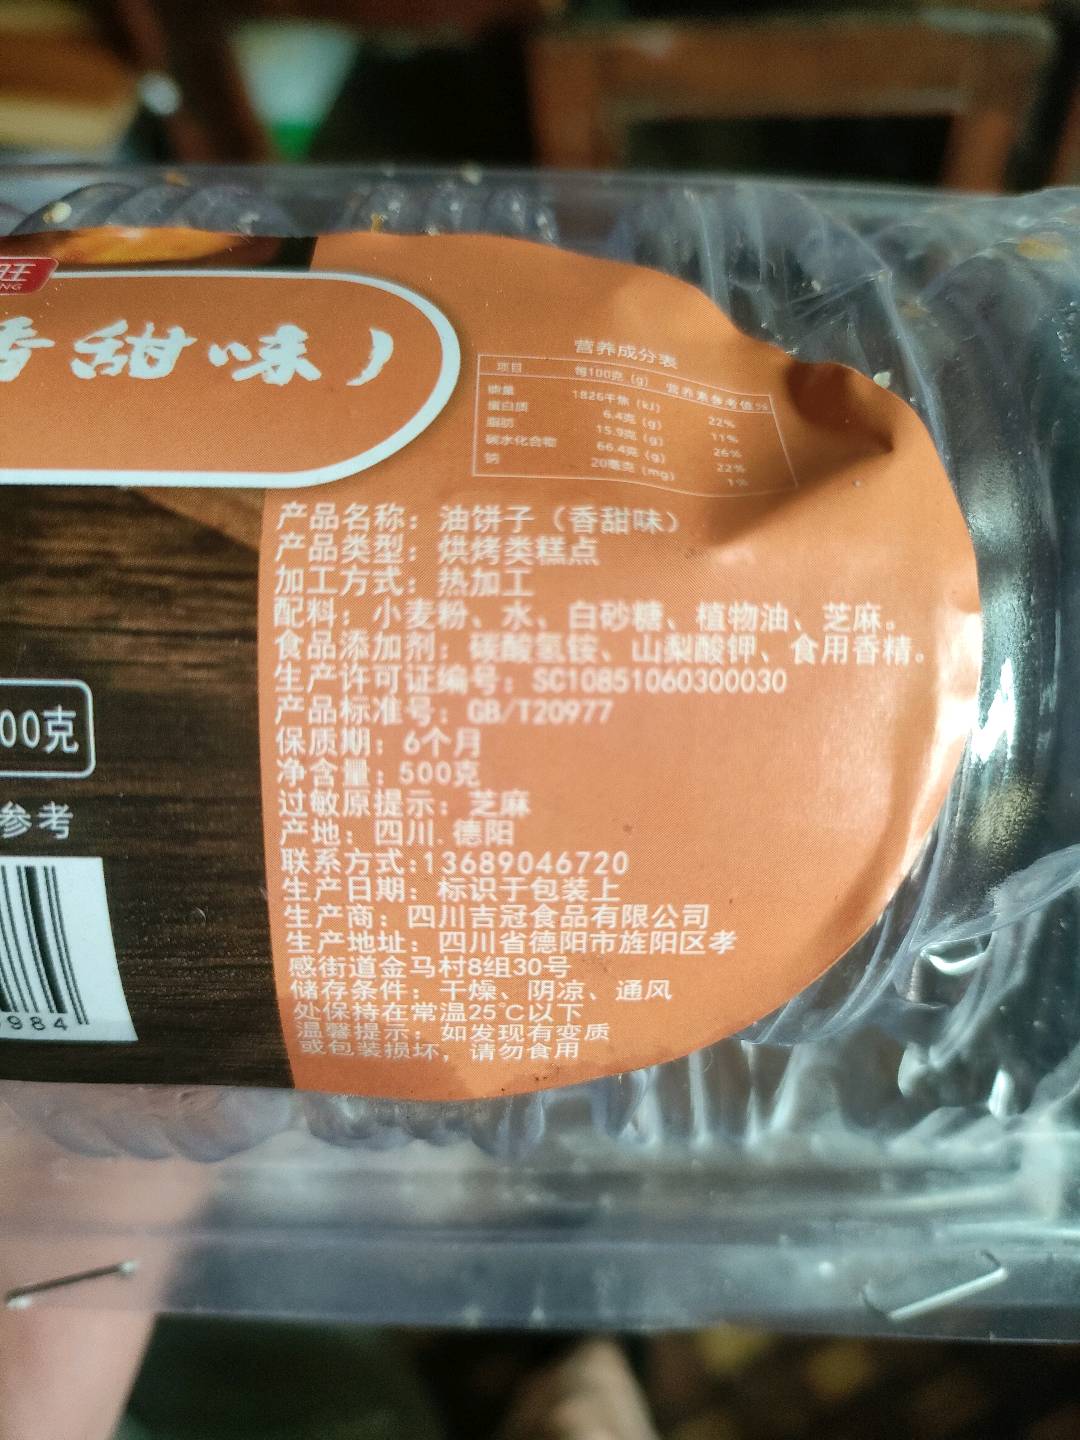 旺
NG
香甜味）
00克
参考
984
营养成分表
项目 每100克（g） 营养素参考值%
能量 1826千焦（kJ） 22%
蛋白质 6.4克（g） 11%
脂肪 15.9克（g） 26%
碳水化合物 66.4克（g） 22%
钠 20毫克（mg） 1%
产品名称：油饼子（香甜味）
产品类型：烘烤类糕点
加工方式：热加工
配料：小麦粉、水、白砂糖、植物油、芝麻。
食品添加剂：碳酸氢铵、山梨酸钾、食用香精。
生产许可证编号：SC10851060300030
产品标准号：GB/T20977
保质期：6个月
净含量：500克
过敏原提示：芝麻
产地：四川.德阳
联系方式:13689046720
生产日期：标识于包装上
生产商：四川吉冠食品有限公司
生产地址：四川省德阳市旌阳区孝
感街道金马村8组30号
储存条件：干燥、阴凉、通风
处保持在常温25℃以下
温馨提示：如发现有变质
或包装损坏，请勿食用